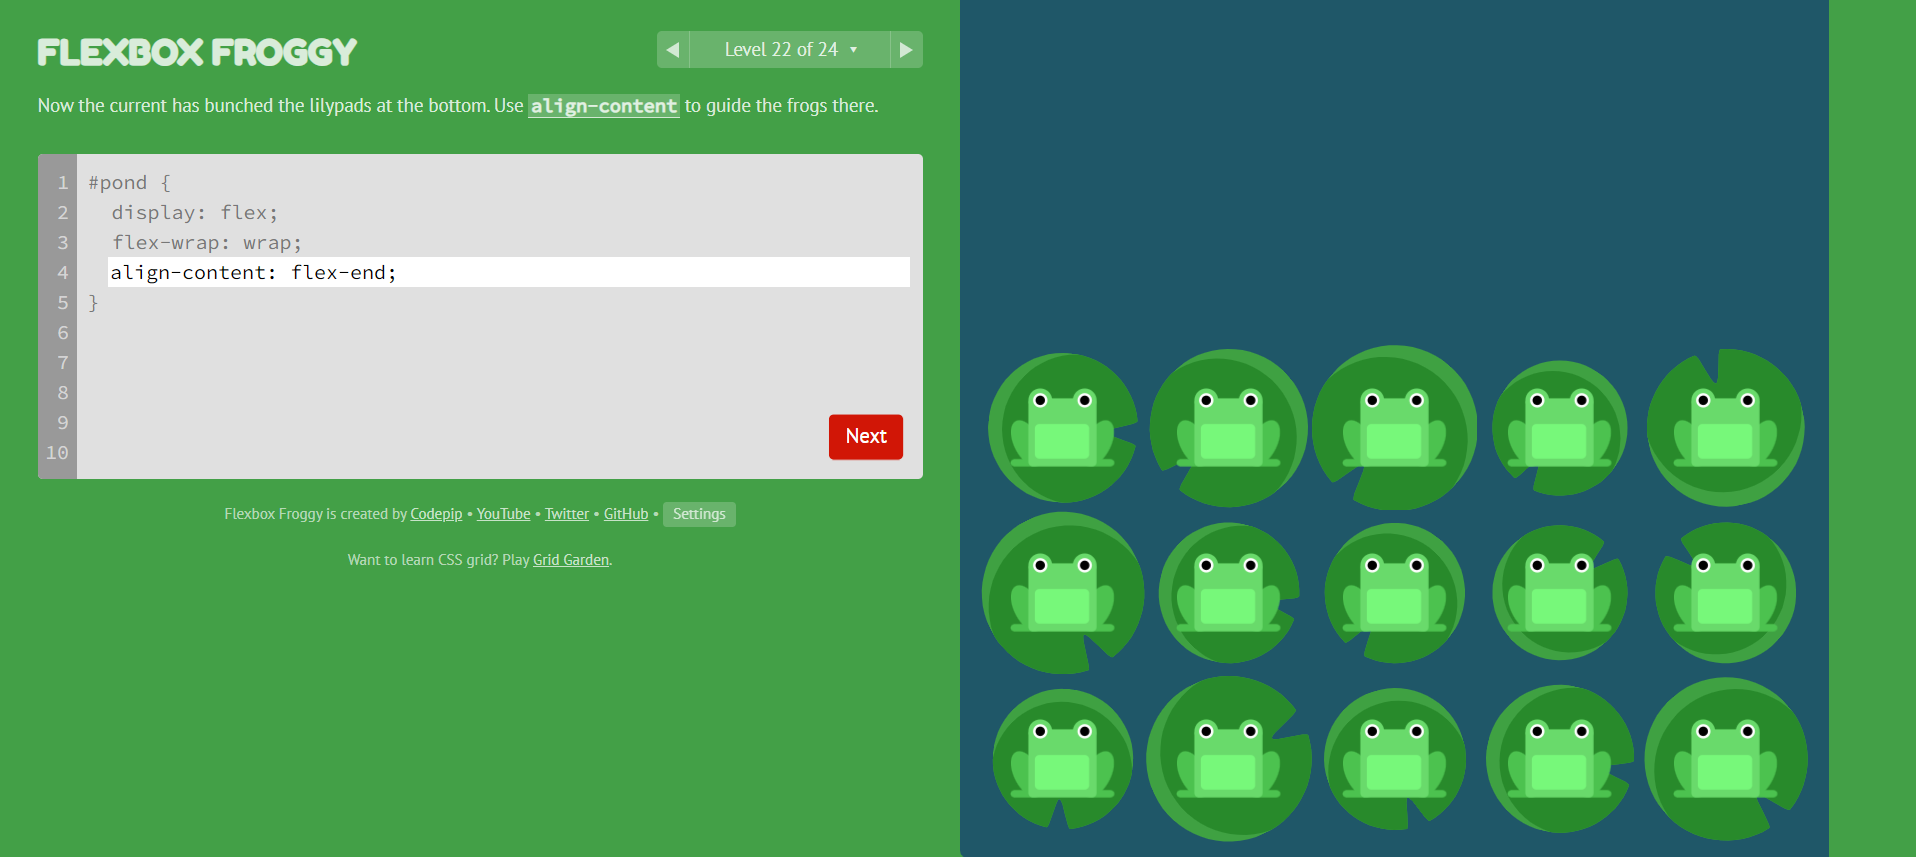 FLEXBOX FROGGY
Level 22 of 24
Now the current has bunched the lilypads at the bottom. Use align-content to guide the frogs there.
1 #pond {
2 display: flex;
3 flex-wrap: wrap;
4 align-content: flex-end;
5 }
6
7
8
9
10
Next
Flexbox Froggy is created by Codepip • YouTube • Twitter • GitHub • Settings
Want to learn CSS grid? Play Grid Garden.